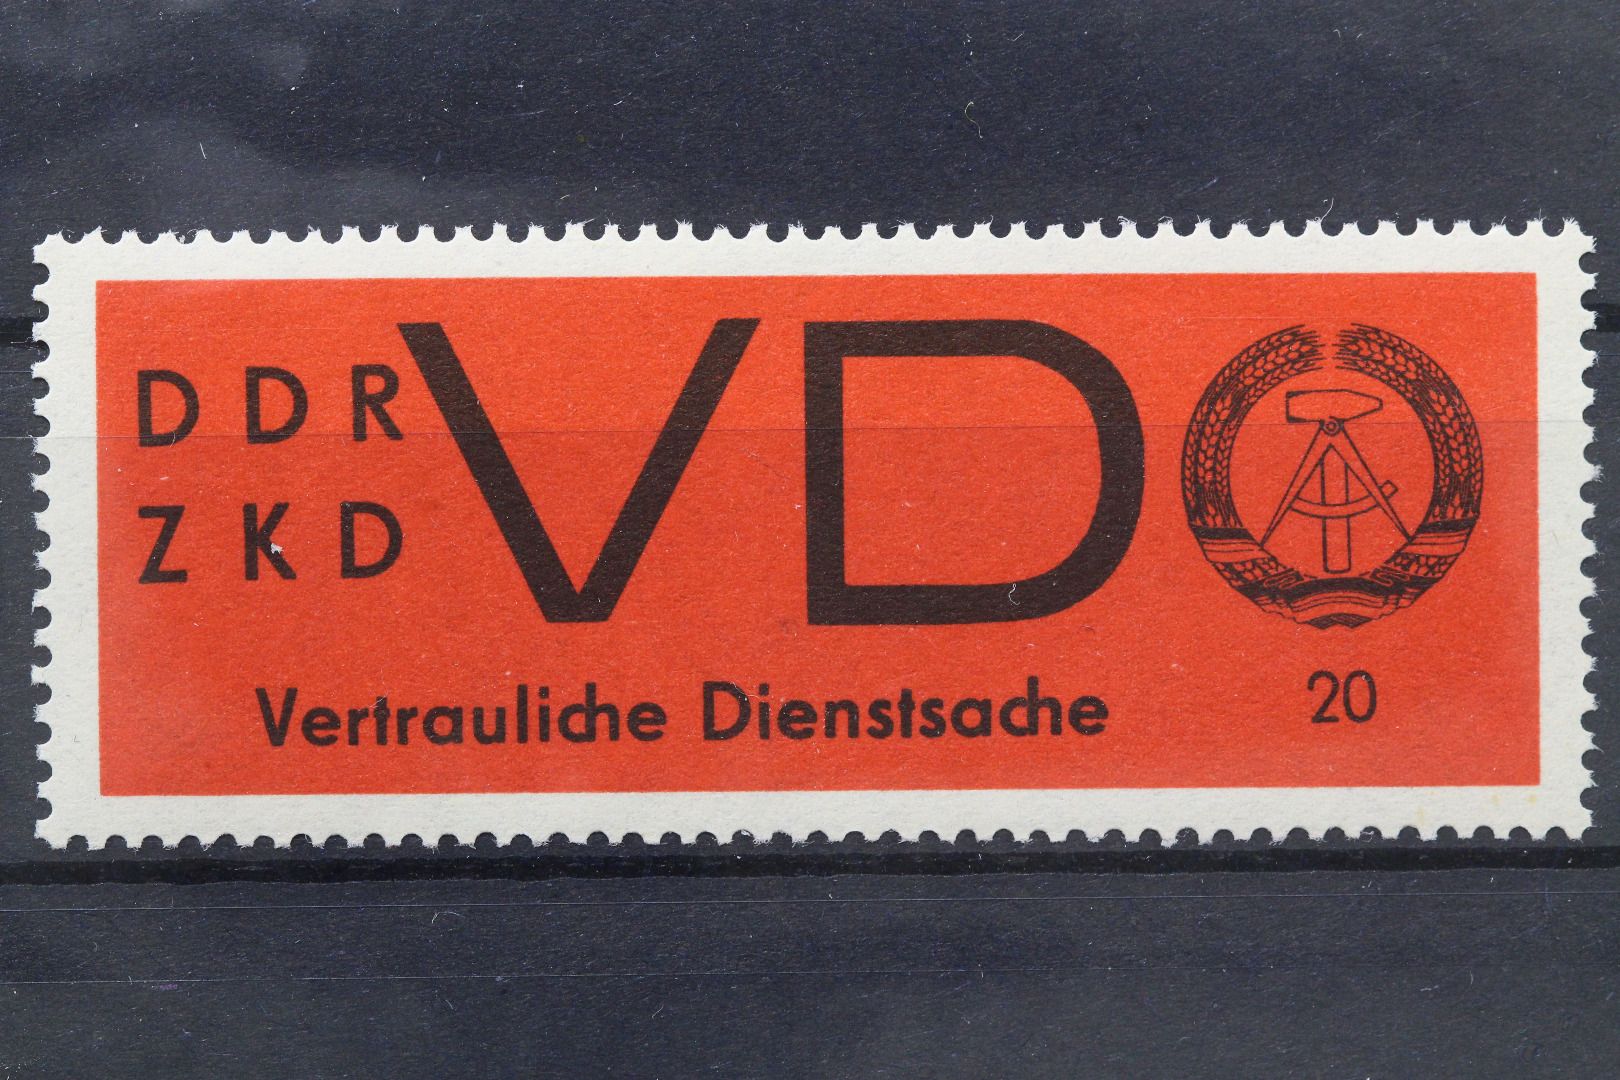 DDR
ZKD
VD
Vertrauliche Dienstsache
20